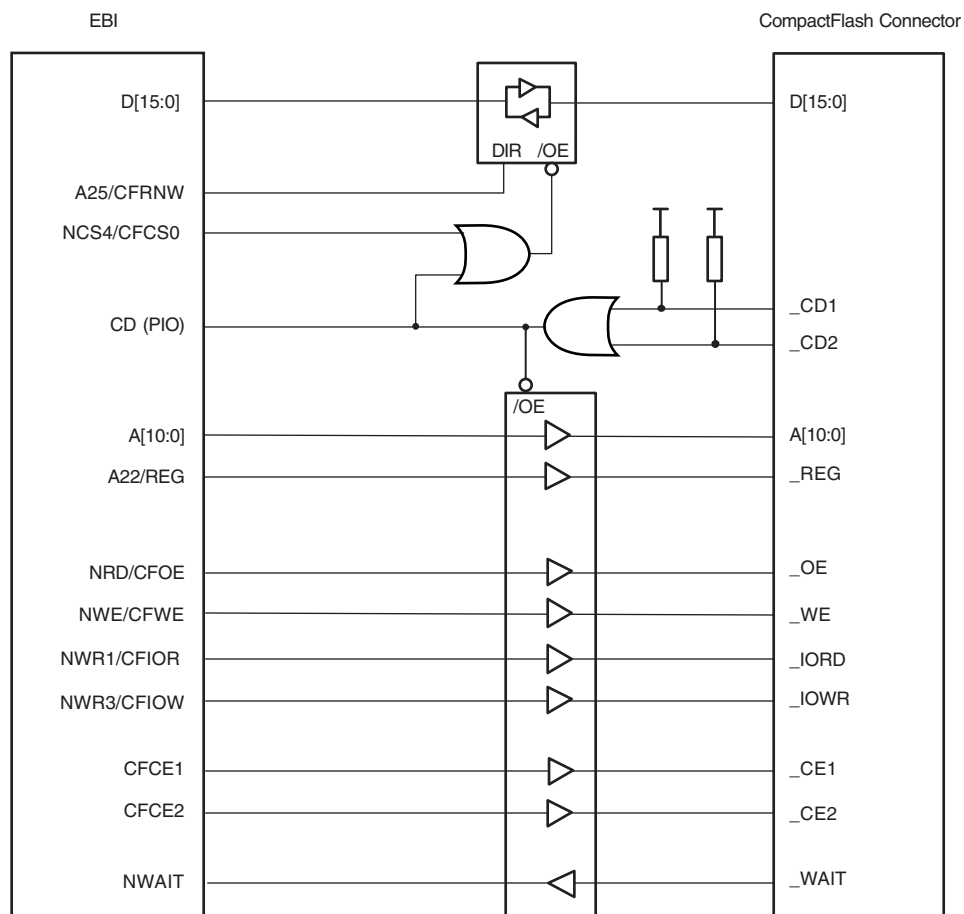 EBI CompactFlash Connector
D[15:0] D[15:0]
DIR /OE
A25/CFRNW
NCS4/CFCS0
_CD1
CD (PIO)
_CD2
/OE
A[10:0] A[10:0]
A22/REG _REG
NRD/CFOE _OE
NWE/CFWE _WE
NWR1/CFIOR _IORD
NWR3/CFIOW _IOWR
CFCE1 _CE1
CFCE2 _CE2
NWAIT _WAIT